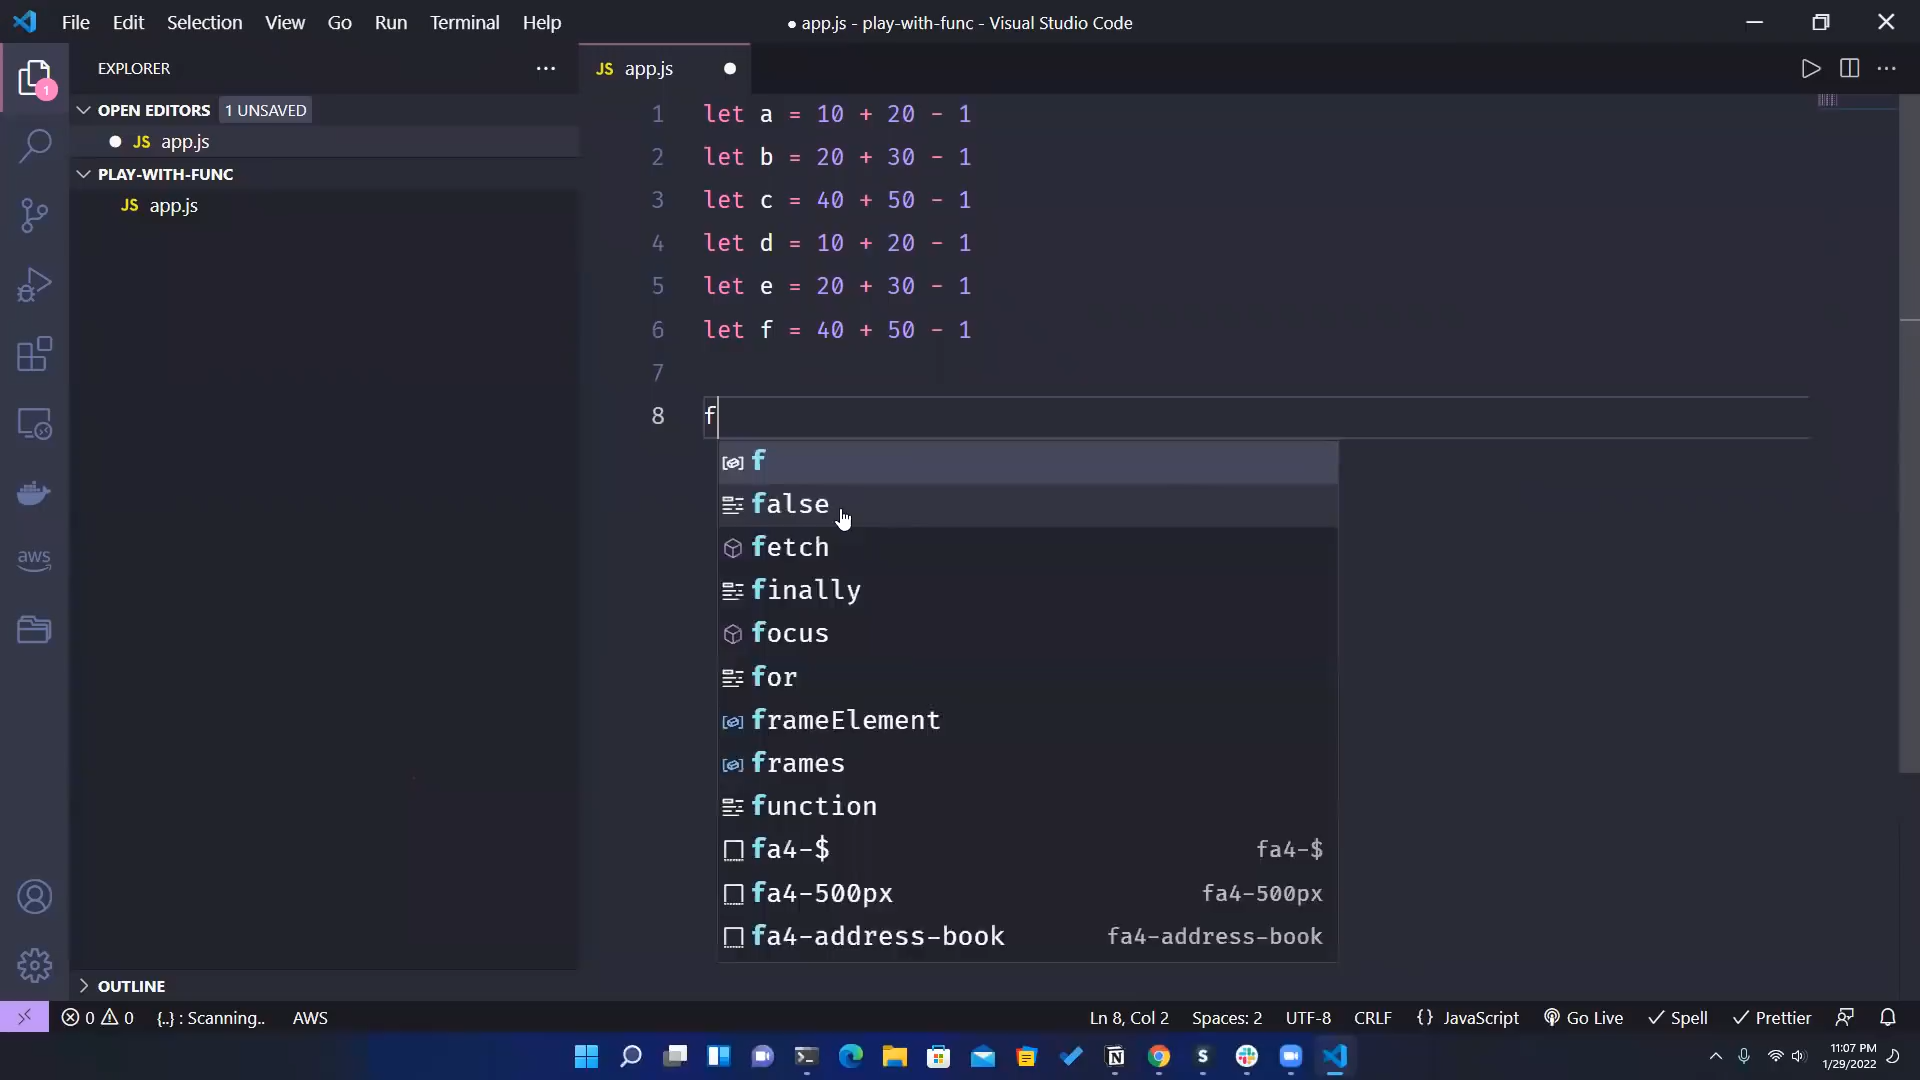 File Edit Selection View Go Run Terminal Help
● app.js - play-with-func - Visual Studio Code
EXPLORER
OPEN EDITORS 1 UNSAVED
JS app.js
PLAY-WITH-FUNC
JS app.js
OUTLINE
1
JS app.js
1 let a = 10 + 20 - 1
2 let b = 20 + 30 - 1
3 let c = 40 + 50 - 1
4 let d = 10 + 20 - 1
5 let e = 20 + 30 - 1
6 let f = 40 + 50 - 1
7
8 f
f
false
fetch
finally
focus
for
frameElement
frames
function
fa4-$ fa4-$
fa4-500px fa4-500px
fa4-address-book fa4-address-book
aws
0 0 {..} : Scanning.. AWS
Ln 8, Col 2 Spaces: 2 UTF-8 CRLF {} JavaScript Go Live Spell Prettier
11:07 PM
1/29/2022